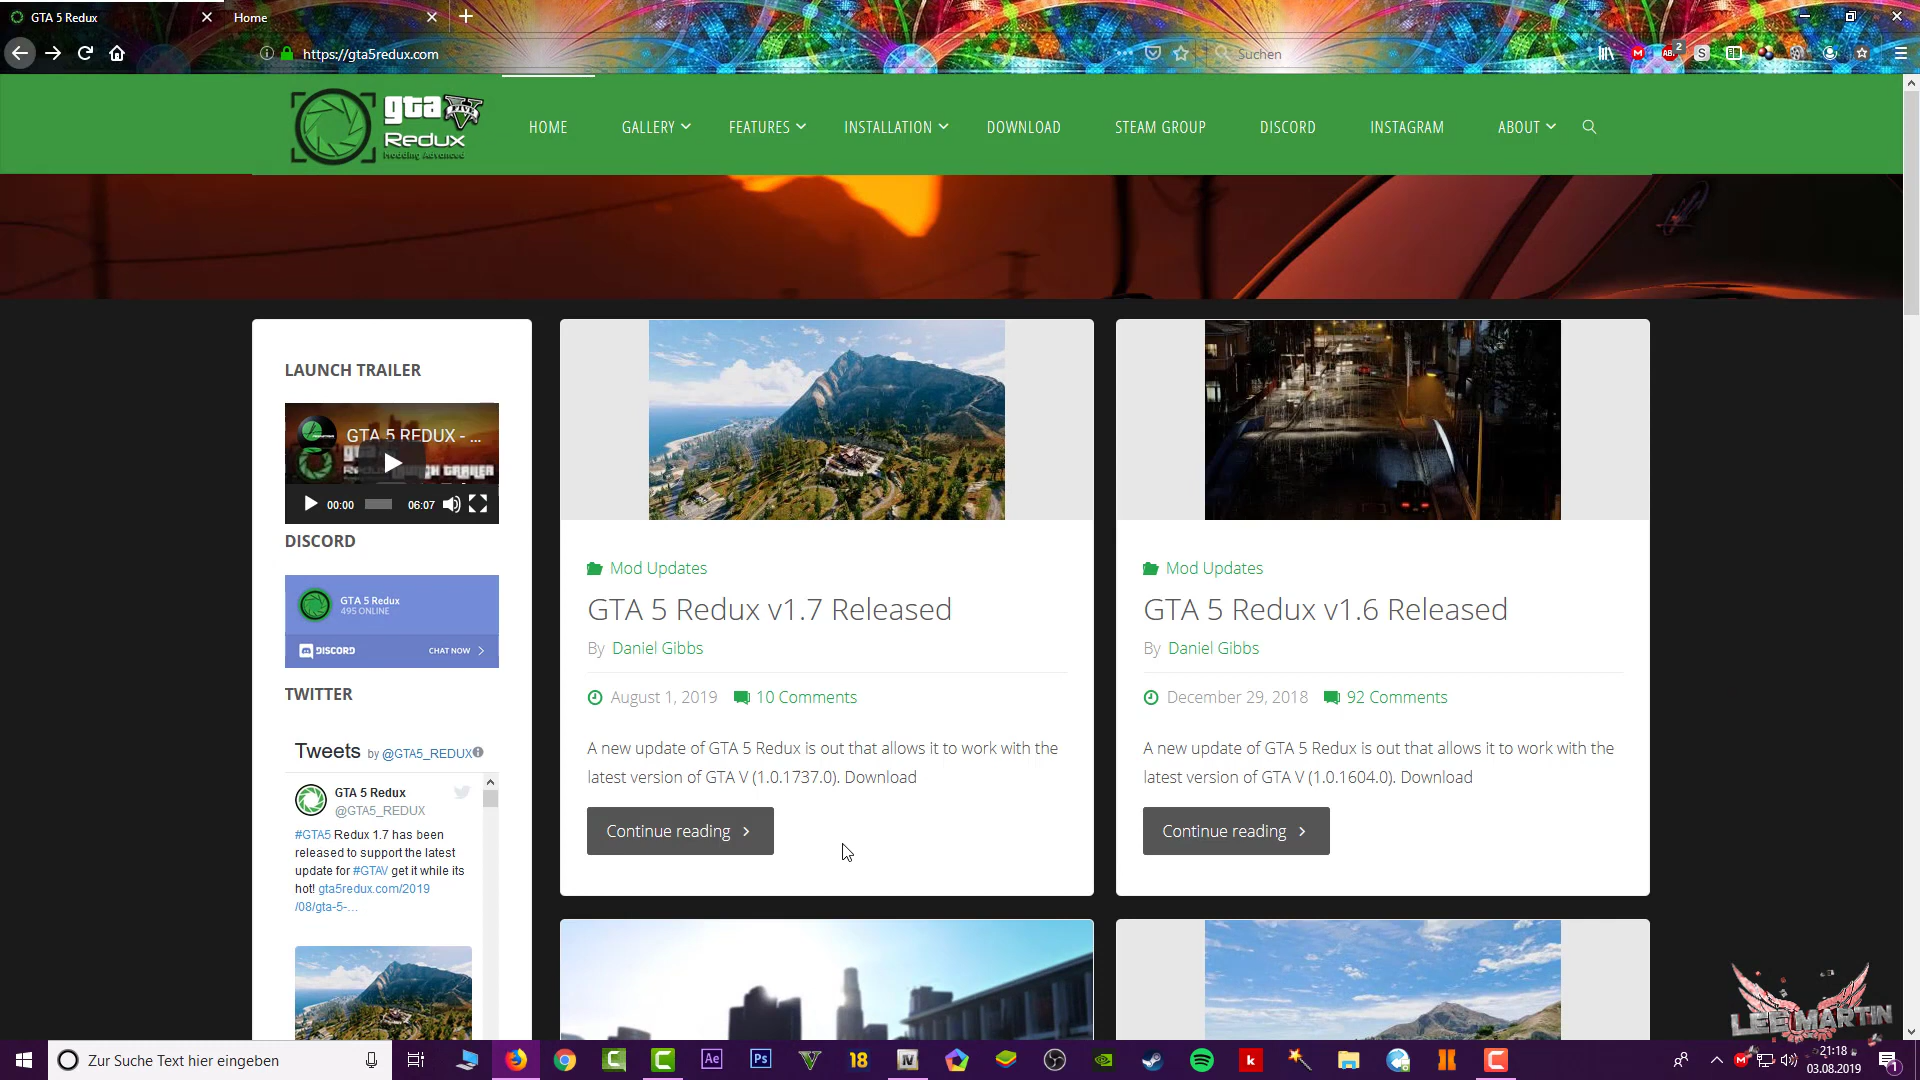 GTA 5 Redux
Home
https://gta5redux.com
Suchen
2
gta V
Redux
Modding Advanced
HOME
GALLERY
FEATURES
INSTALLATION
DOWNLOAD
STEAM GROUP
DISCORD
INSTAGRAM
ABOUT
LAUNCH TRAILER
GTA 5 REDUX - ...
00:00
06:07
DISCORD
GTA 5 Redux
495 ONLINE
DISCORD
CHAT NOW
TWITTER
Tweets by @GTA5_REDUX
GTA 5 Redux
@GTA5_REDUX
#GTA5 Redux 1.7 has been
released to support the latest
update for #GTAV get it while its
hot! gta5redux.com/2019
/08/gta-5-...
Mod Updates
GTA 5 Redux v1.7 Released
By Daniel Gibbs
August 1, 2019 10 Comments
A new update of GTA 5 Redux is out that allows it to work with the
latest version of GTA V (1.0.1737.0). Download
Continue reading
Mod Updates
GTA 5 Redux v1.6 Released
By Daniel Gibbs
December 29, 2018 92 Comments
A new update of GTA 5 Redux is out that allows it to work with the
latest version of GTA V (1.0.1604.0). Download
Continue reading
LEE MARTIN
Zur Suche Text hier eingeben
Ae
Ps
18
IV
k
21:18
03.08.2019
1